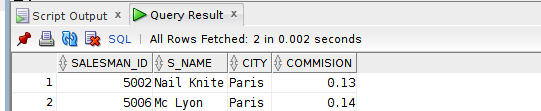 Script Output x Query Result x
SQL | All Rows Fetched: 2 in 0.002 seconds
SALESMAN_ID S_NAME CITY COMMISION
1 5002 Nail Knite Paris 0.13
2 5006 Mc Lyon Paris 0.14